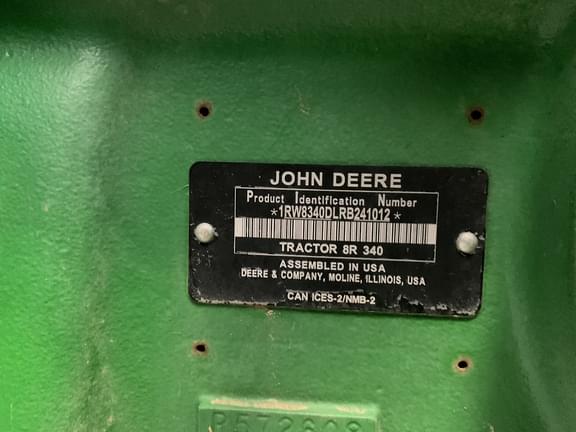 JOHN DEERE
Product Identification Number
*1RW8340DLRB241012*
TRACTOR 8R 340
ASSEMBLED IN USA
DEERE & COMPANY, MOLINE, ILLINOIS, USA
CAN ICES-2/NMB-2